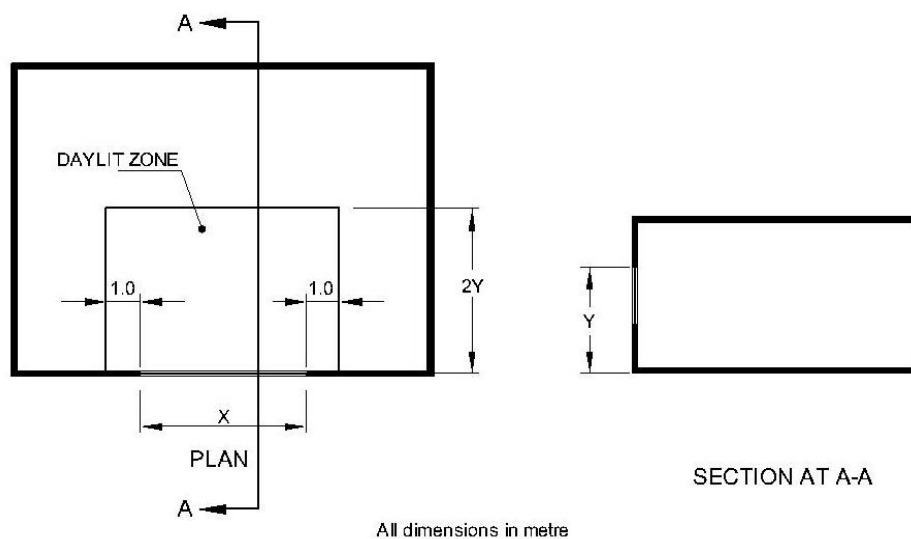 A
DAYLIT ZONE
1.0
1.0
2Y
Y
X
PLAN
A
SECTION AT A-A
All dimensions in metre